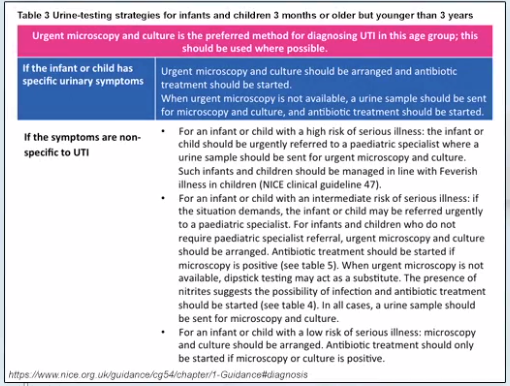 Table 3 Urine-testing strategies for infants and children 3 months or older but younger than 3 years
Urgent microscopy and culture is the preferred method for diagnosing UTI in this age group; this
should be used where possible.
If the infant or child has
specific urinary symptoms
Urgent microscopy and culture should be arranged and antibiotic
treatment should be started.
When urgent microscopy is not available, a urine sample should be sent
for microscopy and culture, and antibiotic treatment should be started.
If the symptoms are non-
specific to UTI
• For an infant or child with a high risk of serious illness: the infant or
child should be urgently referred to a paediatric specialist where a
urine sample should be sent for urgent microscopy and culture.
Such infants and children should be managed in line with Feverish
illness in children (NICE clinical guideline 47).
• For an infant or child with an intermediate risk of serious illness: if
the situation demands, the infant or child may be referred urgently
to a paediatric specialist. For infants and children who do not
require paediatric specialist referral, urgent microscopy and culture
should be arranged. Antibiotic treatment should be started if
microscopy is positive (see table 5). When urgent microscopy is not
available, dipstick testing may act as a substitute. The presence of
nitrites suggests the possibility of infection and antibiotic treatment
should be started (see table 4). In all cases, a urine sample should
be sent for microscopy and culture.
• For an infant or child with a low risk of serious illness: microscopy
and culture should be arranged. Antibiotic treatment should only
be started if microscopy or culture is positive.
https://www.nice.org.uk/guidance/cg54/chapter/1-Guidance#diagnosis